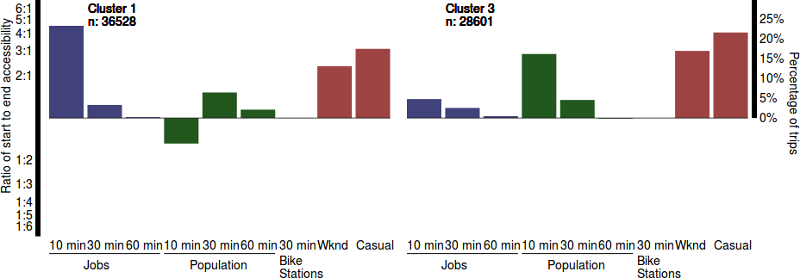 Cluster 1
n: 36528
Cluster 3
n: 28601
Ratio of start to end accessibility
6:1
5:1
4:1
3:1
2:1
1:2
1:3
1:4
1:5
1:6
25%
20%
15%
10%
5%
0%
Percentage of trips
10 min 30 min 60 min 10 min 30 min 60 min 30 min Wknd Casual
Jobs Population Bike
Stations
10 min 30 min 60 min 10 min 30 min 60 min 30 min Wknd Casual
Jobs Population Bike
Stations